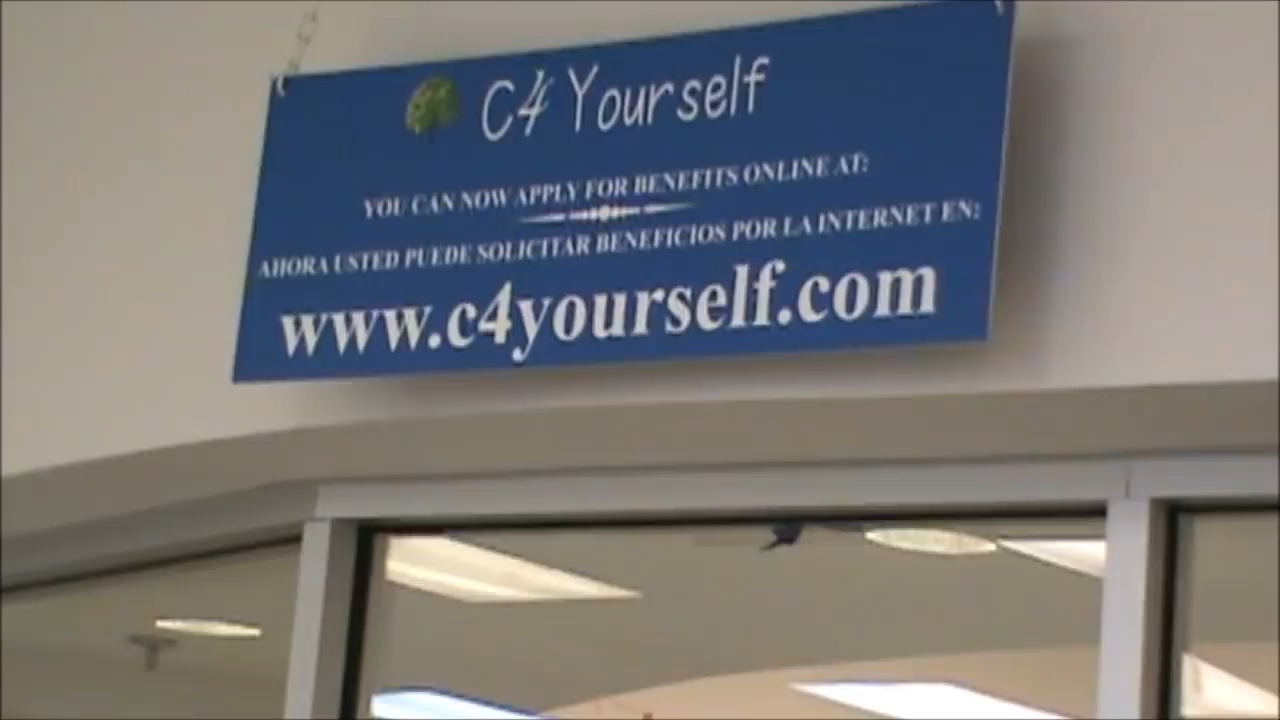 C4 Yourself
YOU CAN NOW APPLY FOR BENEFITS ONLINE AT:
AHORA USTED PUEDE SOLICITAR BENEFICIOS POR LA INTERNET EN:
www.c4yourself.com